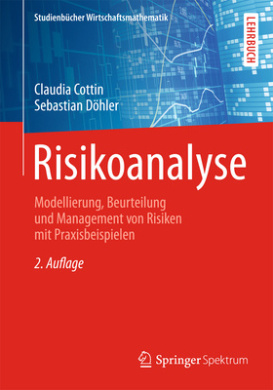 Studienbücher Wirtschaftsmathematik
LEHRBUCH
Claudia Cottin
Sebastian Döhler
Risikoanalyse
Modellierung, Beurteilung
und Management von Risiken
mit Praxisbeispielen
2. Auflage
Springer Spektrum